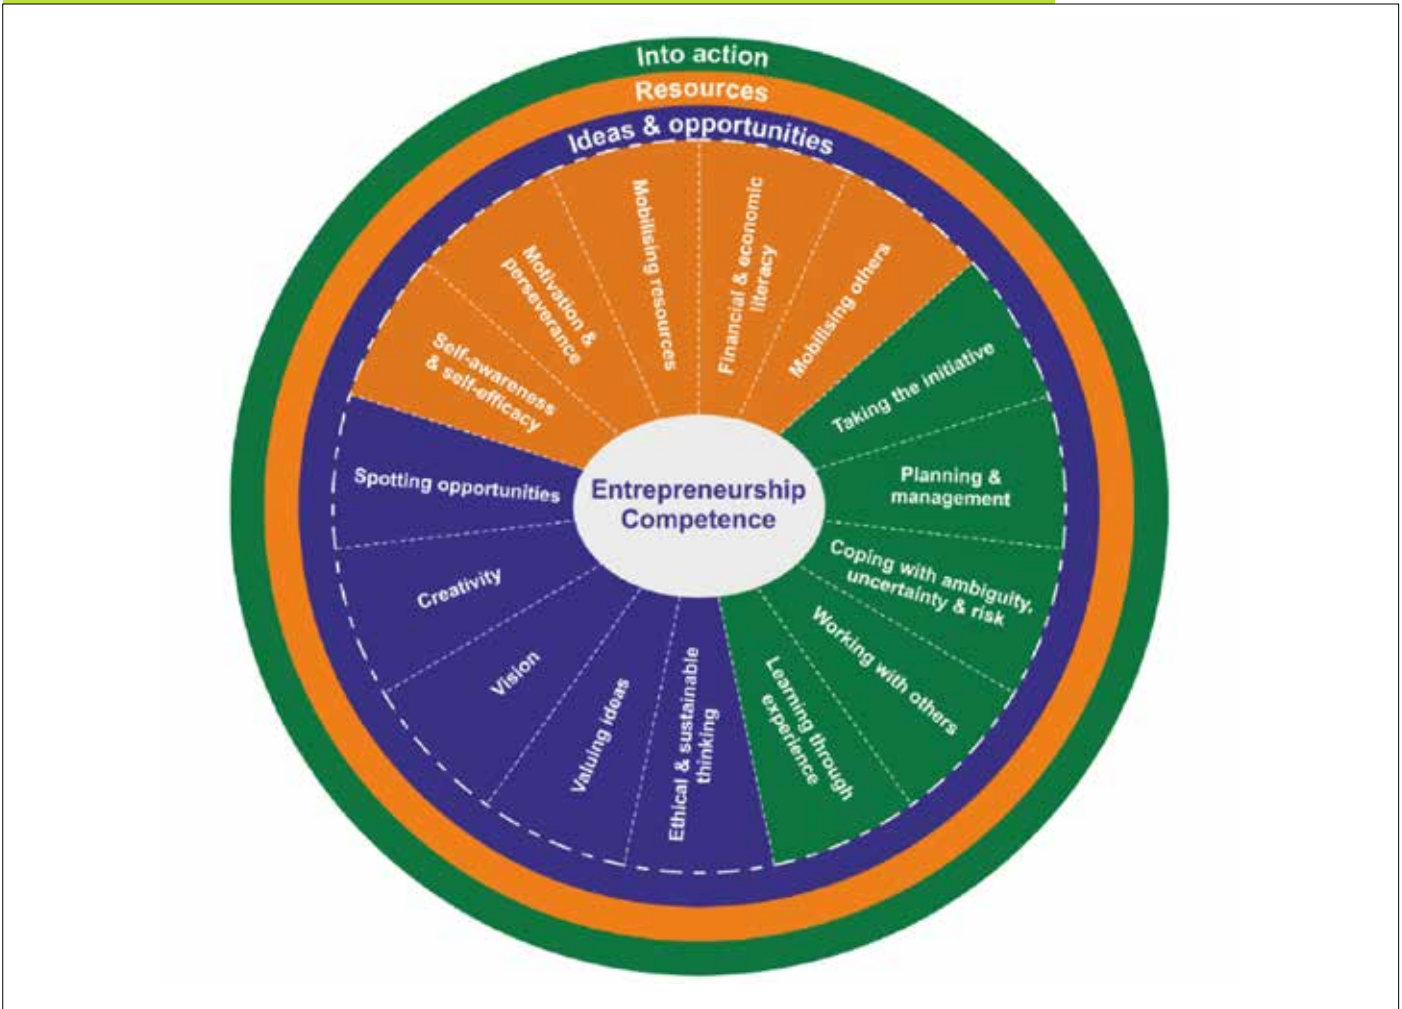 Into action
Resources
Ideas & opportunities
Mobilising resources
Financial & economic
literacy
Mobilising others
Taking the initiative
Planning &
management
Coping with ambiguity,
uncertainty & risk
Working with others
Learning through
experience
Ethical & sustainable
thinking
Valuing ideas
Vision
Creativity
Spotting opportunities
Self-awareness
& self-efficacy
Motivation &
perseverance
Entrepreneurship
Competence